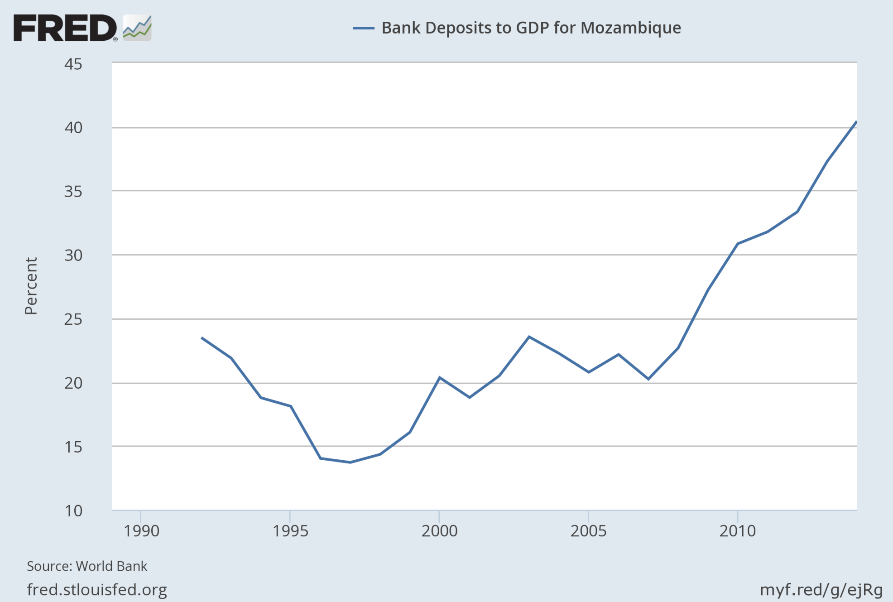 FRED
Bank Deposits to GDP for Mozambique
45
40
35
30
25
20
15
10
Percent
1990 1995 2000 2005 2010
Source: World Bank
fred.stlouisfed.org
myf.red/g/ejRg